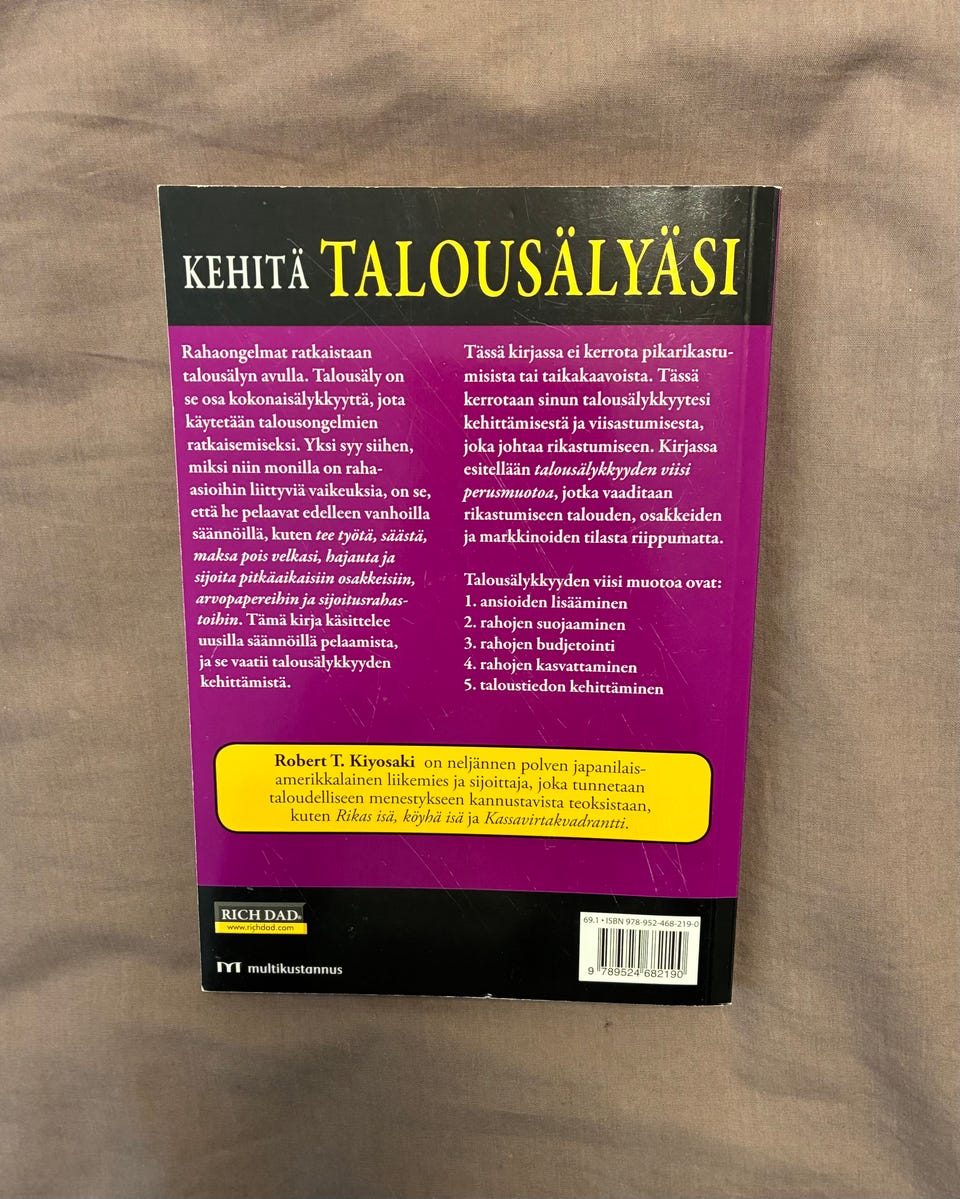 KEHITÄ TALOUSÄLYÄSI
Rahaongelmat ratkaistaan
talousälyn avulla. Talousäly on
se osa kokonaisälykkyyttä, jota
käytetään talousongelmien
ratkaisemiseksi. Yksi syy siihen,
miksi niin monilla on raha-
asioihin liittyviä vaikeuksia, on se,
että he pelaavat edelleen vanhoilla
säännöillä, kuten tee työtä, säästä,
maksa pois velkasi, hajauta ja
sijoita pitkäaikaisiin osakkeisiin,
arvopapereihin ja sijoitusrahas-
toihin. Tämä kirja käsittelee
uusilla säännöillä pelaamista,
ja se vaatii talousälykkyyden
kehittämistä.
Tässä kirjassa ei kerrota pikarikastu-
misista tai taikakaavoista. Tässä
kerrotaan sinun talousälykkyytesi
kehittämisestä ja viisastumisesta,
joka johtaa rikastumiseen. Kirjassa
esitellään talousälykkyyden viisi
perusmuotoa, jotka vaaditaan
rikastumiseen talouden, osakkeiden
ja markkinoiden tilasta riippumatta.
Talousälykkyyden viisi muotoa ovat:
1. ansioiden lisääminen
2. rahojen suojaaminen
3. rahojen budjetointi
4. rahojen kasvattaminen
5. taloustiedon kehittäminen
Robert T. Kiyosaki on neljännen polven japanilais-
amerikkalainen liikemies ja sijoittaja, joka tunnetaan
taloudelliseen menestykseen kannustavista teoksistaan,
kuten Rikas isä, köyhä isä ja Kassavirtakvadrantti.
RICH DAD®
www.richdad.com
multikustannus
69.1 • ISBN 978-952-468-219-0
9 789524 682190